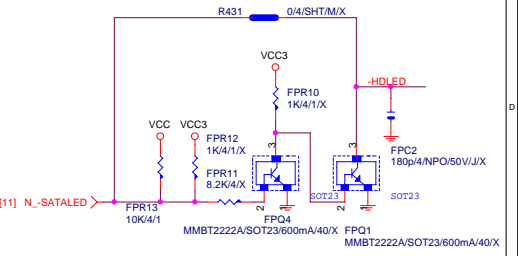 R431 0/4/SHT/M/X
VCC3
-HDLED
D
FPR10
1K/4/1/X
VCC VCC3
FPR12
1K/4/1/X
FPR11
8.2K/4/X
3 3
FPC2
180p/4/NPO/50V/J/X
SOT23 SOT23
[11] N_-SATALED
FPR13
10K/4/1
2 1 2 1
FPQ4
MMBT2222A/SOT23/600mA/40/X
FPQ1
MMBT2222A/SOT23/600mA/40/X